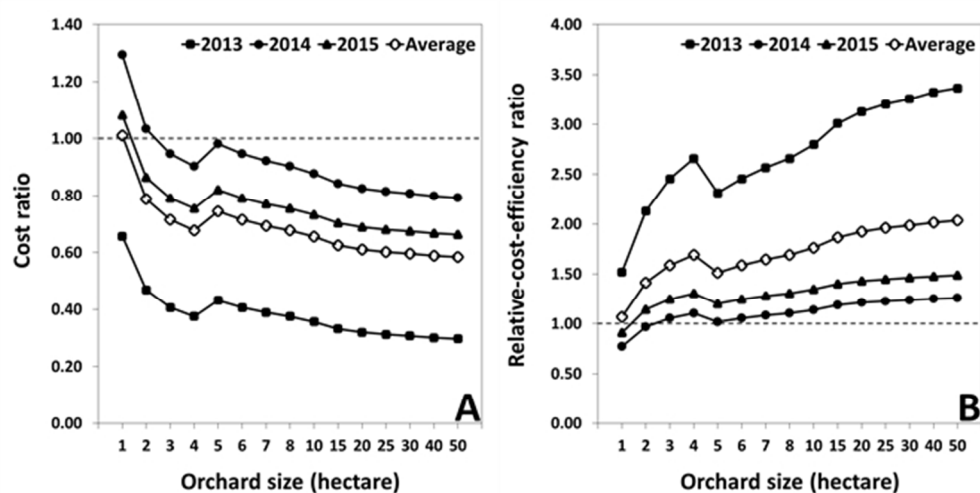 1.40
1.20
1.00
0.80
0.60
0.40
0.20
0.00
Cost ratio
2013 2014 2015 Average
1 2 3 4 5 6 7 8 10 15 20 25 30 40 50
Orchard size (hectare)
A
4.00
3.50
3.00
2.50
2.00
1.50
1.00
0.50
0.00
Relative-cost-efficiency ratio
2013 2014 2015 Average
1 2 3 4 5 6 7 8 10 15 20 25 30 40 50
Orchard size (hectare)
B